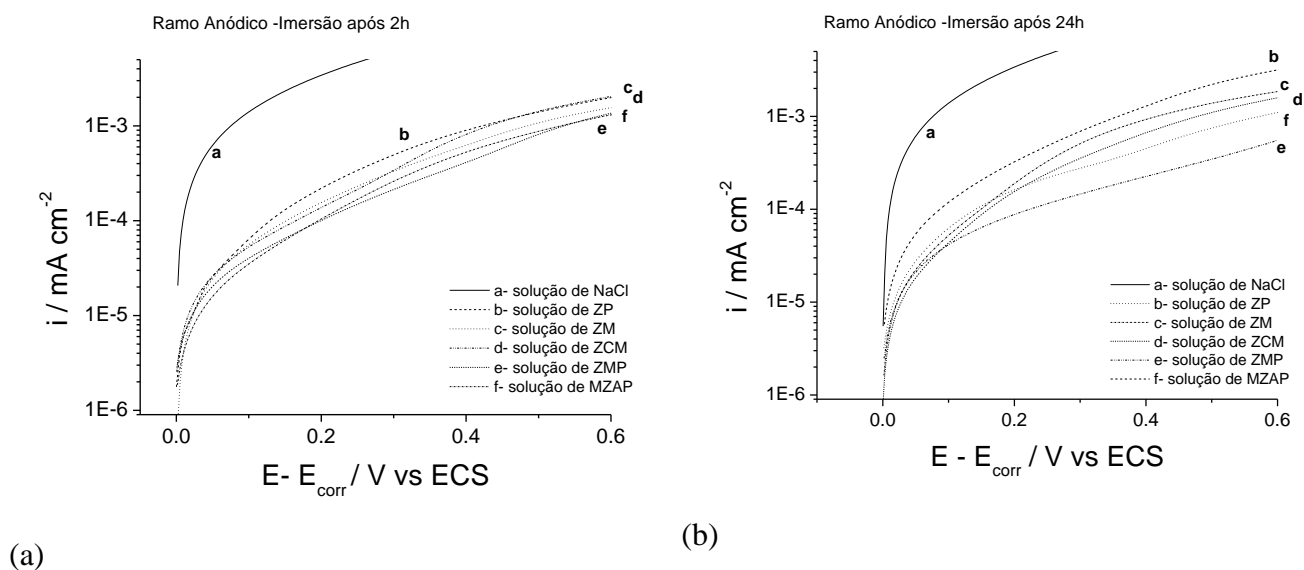 Ramo Anódico -Imersão após 2h
1E-3
1E-4
1E-5
1E-6
i / mA cm-2
a
b
c
d
f
e
a- solução de NaCl
b- solução de ZP
c- solução de ZM
d- solução de ZCM
e- solução de ZMP
f- solução de MZAP
0.0 0.2 0.4 0.6
E- Ecorr / V vs ECS
(a)
Ramo Anódico -Imersão após 24h
1E-3
1E-4
1E-5
1E-6
i / mA cm-2
a
b
c
d
f
e
a- solução de NaCl
b- solução de ZP
c- solução de ZM
d- solução de ZCM
e- solução de ZMP
f- solução de MZAP
0.0 0.2 0.4 0.6
E - Ecorr / V vs ECS
(b)